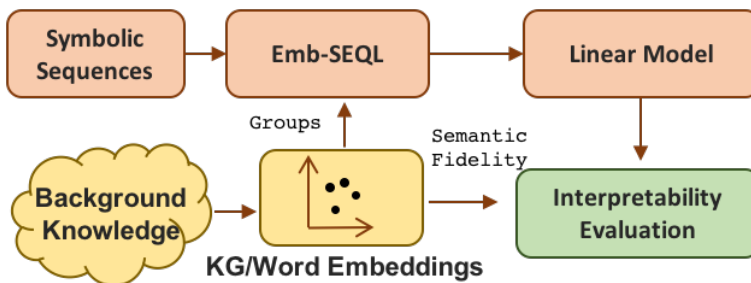 Symbolic
Sequences
Emb-SEQL
Linear Model
Groups
Semantic
Fidelity
Background
Knowledge
Interpretability
Evaluation
KG/Word Embeddings